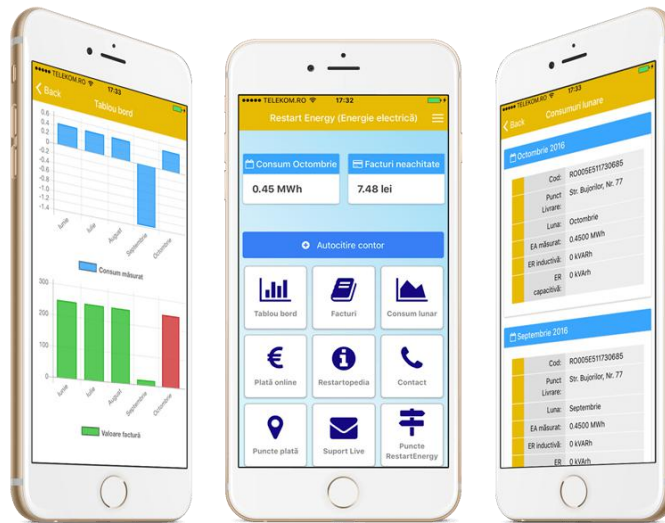 TELEKOM.RO 17:33
Back
Tablou bord
0.6
0.4
0.2
0
-0.2
-0.4
-0.6
-0.8
-1.0
-1.2
-1.4
Iunie Iulie August Septembrie Octombrie
Consum măsurat
300
200
100
0
Iunie Iulie August Septembrie Octombrie
Valoare factură
TELEKOM.RO 17:32
Restart Energy (Energie electrică)
Consum Octombrie Facturi neachitate
0.45 MWh 7.48 lei
Autocitire contor
Tablou bord Facturi Consum lunar
Plată online Restartopedia Contact
Puncte plată Suport Live Puncte
RestartEnergy
TELEKOM.RO 17:33
Back
Consumuri lunare
Octombrie 2016
Cod: RO005E511730685
Punct Str. Bujorilor, Nr. 77
Livrare:
Luna: Octombrie
EA măsurat: 0.4500 MWh
ER inductivă: 0 kVARh
ER 0 kVArh
capacitivă:
Septembrie 2016
Cod: RO005E511730685
Punct Str. Bujorilor, Nr. 77
Livrare:
Luna: Septembrie
EA măsurat: 0.4500 MWh
ER inductivă: 0 kVARh
ER 0 kVArh